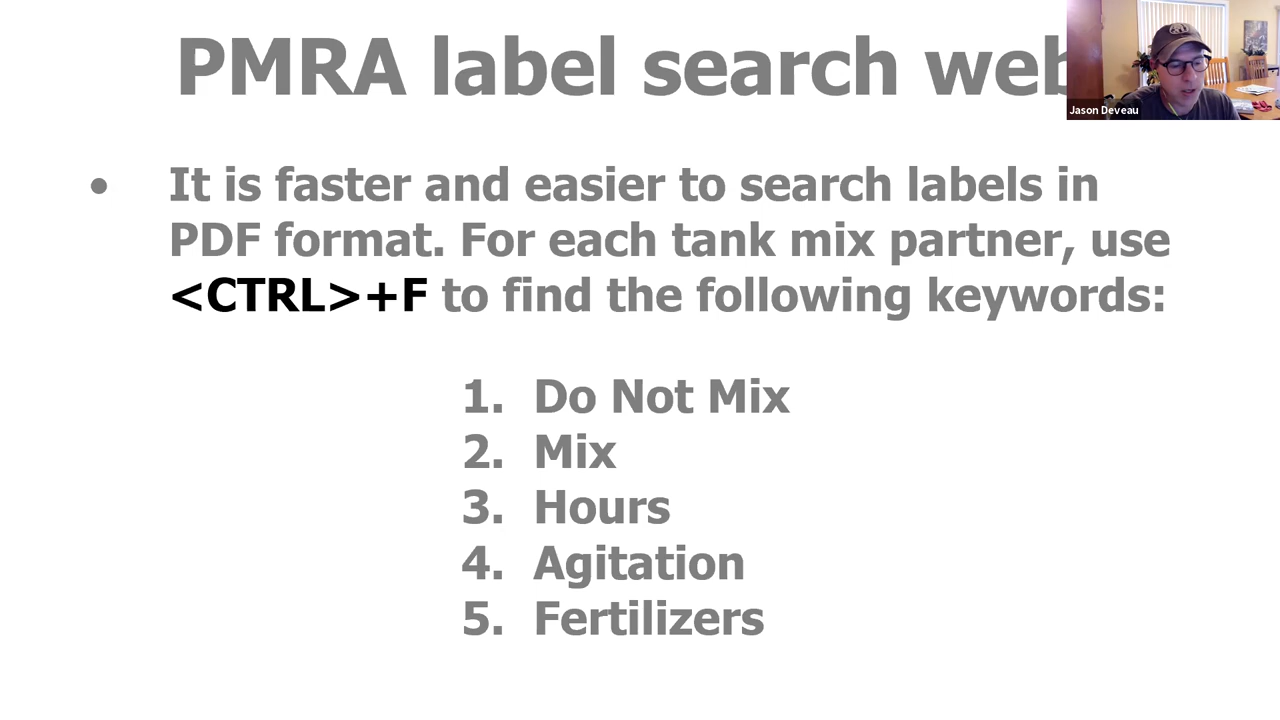 PMRA label search web
Jason Deveau
• It is faster and easier to search labels in
PDF format. For each tank mix partner, use
<CTRL>+F to find the following keywords:
1. Do Not Mix
2. Mix
3. Hours
4. Agitation
5. Fertilizers